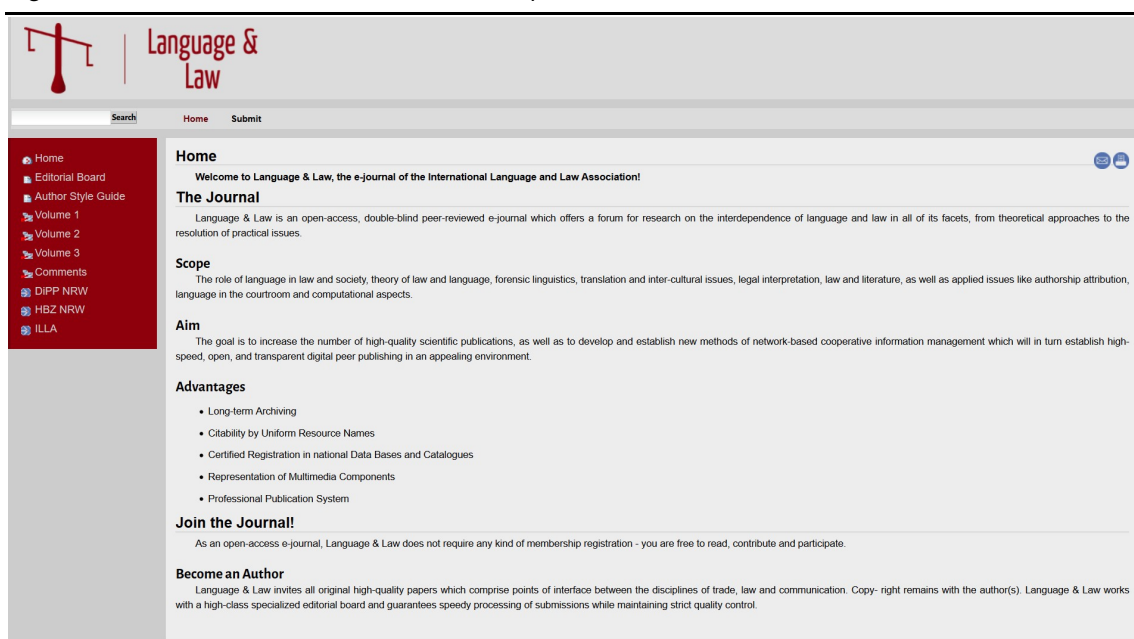 Language &
Law
Search
Home Submit
Home
Editorial Board
Author Style Guide
Volume 1
Volume 2
Volume 3
Comments
DiPP NRW
HBZ NRW
ILLA
Home
Welcome to Language & Law, the e-journal of the International Language and Law Association!
The Journal
Language & Law is an open-access, double-blind peer-reviewed e-journal which offers a forum for research on the interdependence of language and law in all of its facets, from theoretical approaches to the
resolution of practical issues.
Scope
The role of language in law and society, theory of law and language, forensic linguistics, translation and inter-cultural issues, legal interpretation, law and literature, as well as applied issues like authorship attribution,
language in the courtroom and computational aspects.
Aim
The goal is to increase the number of high-quality scientific publications, as well as to develop and establish new methods of network-based cooperative information management which will in turn establish high-
speed, open, and transparent digital peer publishing in an appealing environment.
Advantages
• Long-term Archiving
• Citability by Uniform Resource Names
• Certified Registration in national Data Bases and Catalogues
• Representation of Multimedia Components
• Professional Publication System
Join the Journal!
As an open-access e-journal, Language & Law does not require any kind of membership registration - you are free to read, contribute and participate.
Become an Author
Language & Law invites all original high-quality papers which comprise points of interface between the disciplines of trade, law and communication. Copy- right remains with the author(s). Language & Law works
with a high-class specialized editorial board and guarantees speedy processing of submissions while maintaining strict quality control.